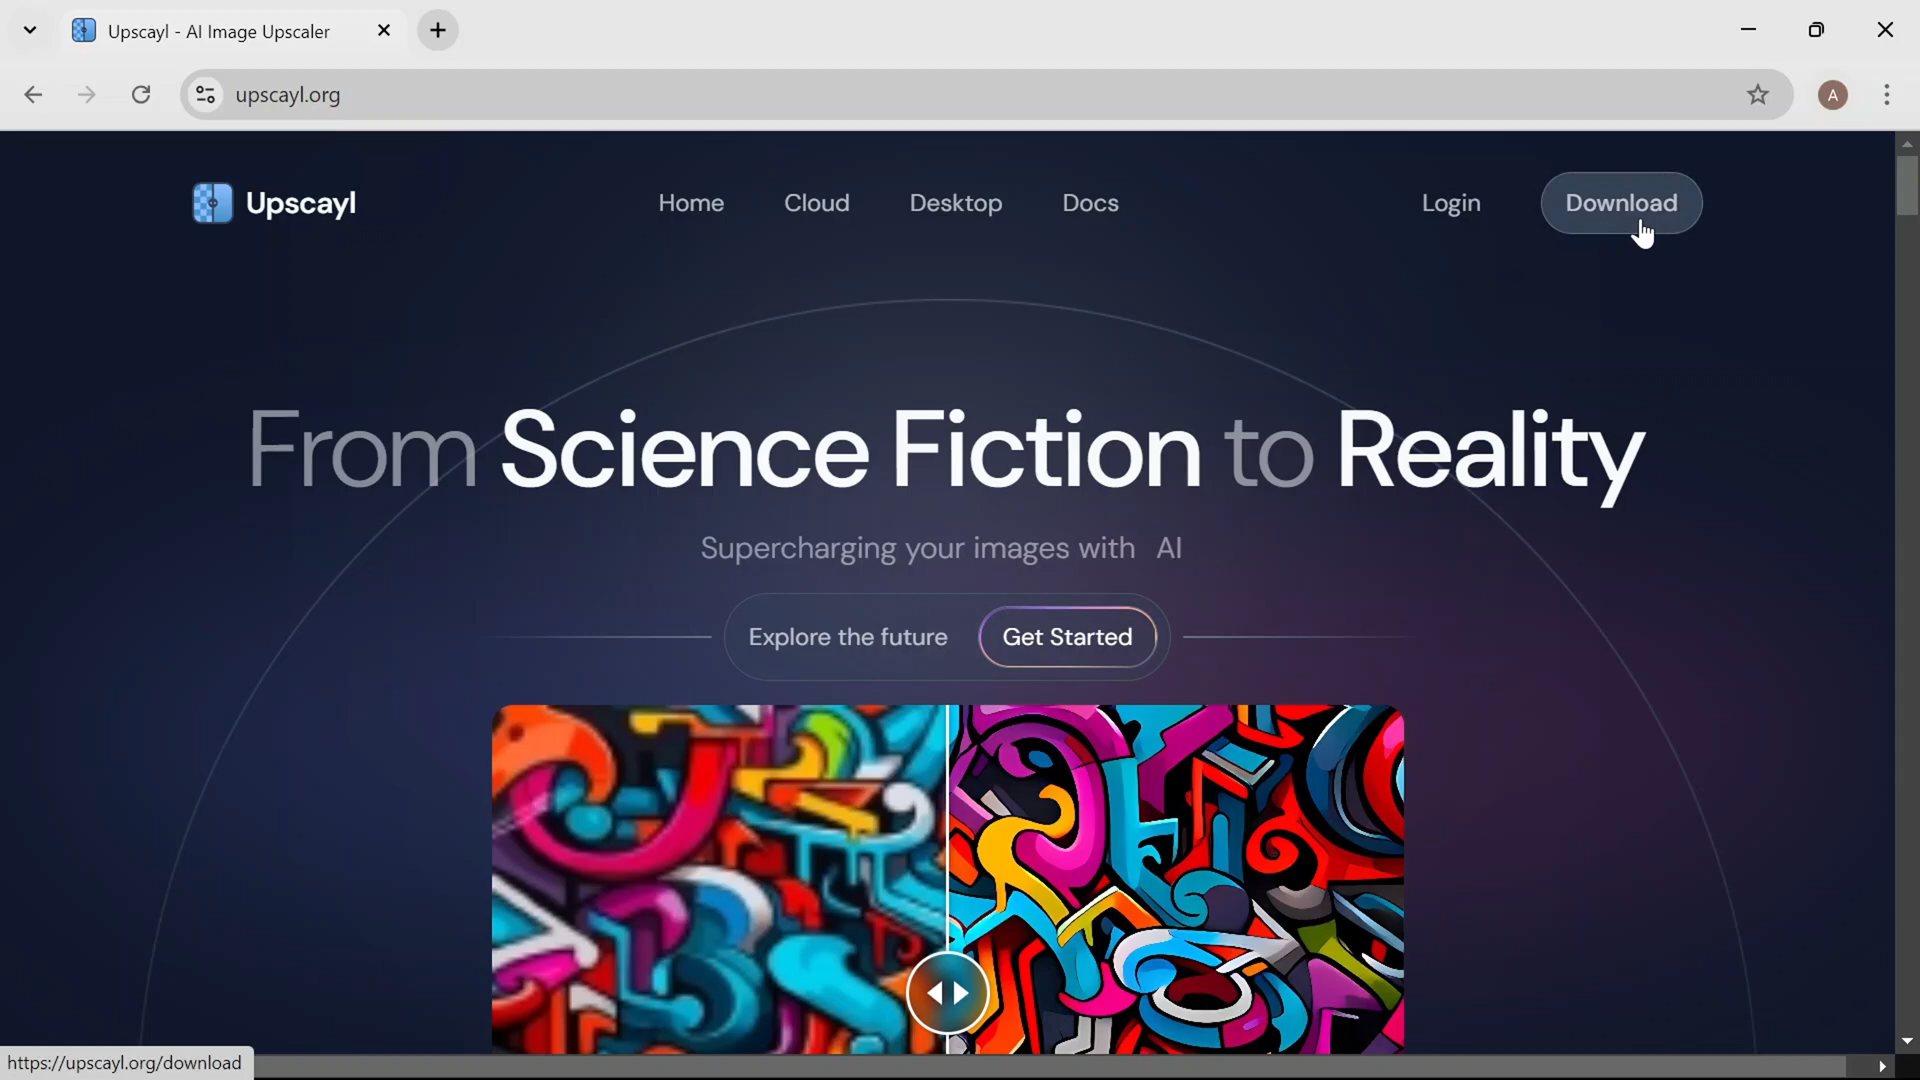 Upscayl - AI Image Upscaler
upscayl.org
A
Upscayl
Home
Cloud
Desktop
Docs
Login
Download
From Science Fiction to Reality
Supercharging your images with AI
Explore the future
Get Started
https://upscayl.org/download